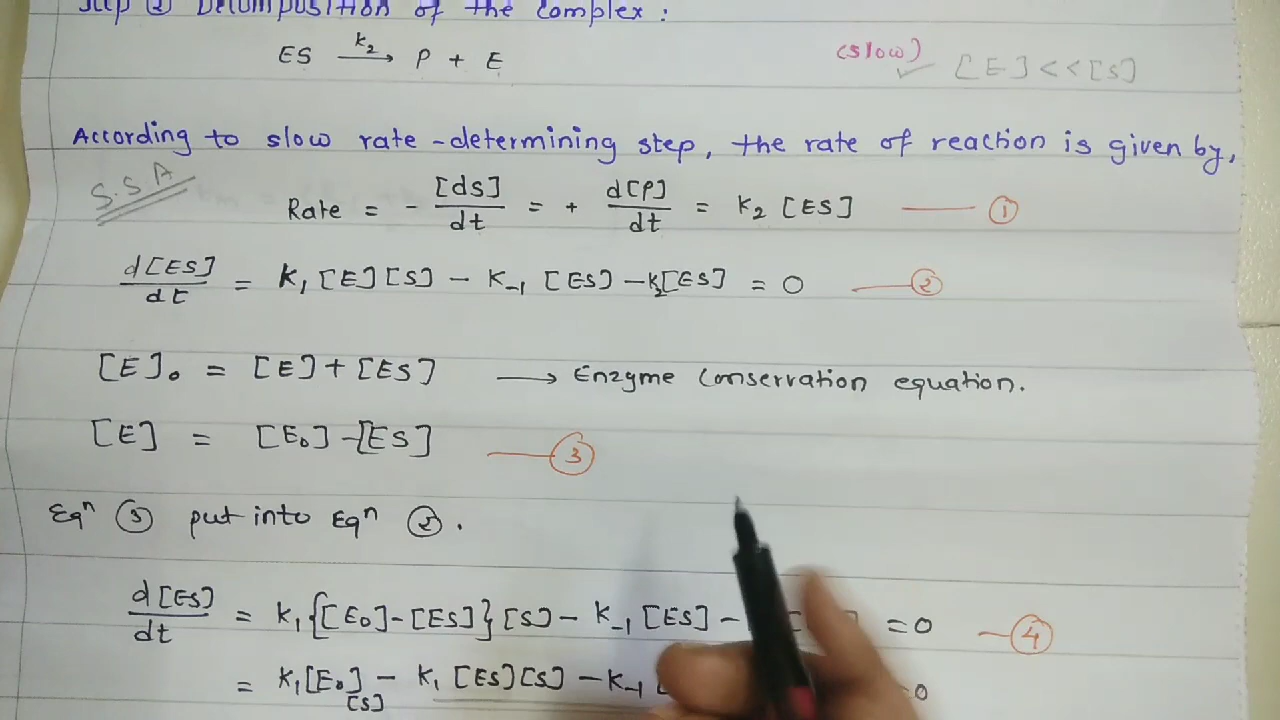 Step ② Decomposition of the complex :
ES —k₂→ P + E (slow) ✓ [E]<<[S]
According to slow rate-determining step, the rate of reaction is given by,
S.S A
Rate = - [ds]/dt = + d[P]/dt = K₂ [ES] —— ①
d[ES]/dt = K₁ [E][S] - K₋₁ [ES] - K₂[ES] = 0 —— ②
[E]₀ = [E] + [ES] ⟶ Enzyme Conservation equation.
[E] = [E₀] - [ES] —— ③
Eqⁿ ③ put into Eqⁿ ②.
d[ES]/dt = K₁{[E₀]-[ES]}[S] - K₋₁ [ES] - = 0 — ④
= K₁[E₀][S] - K₁ [ES][S] - K₋₁ = 0